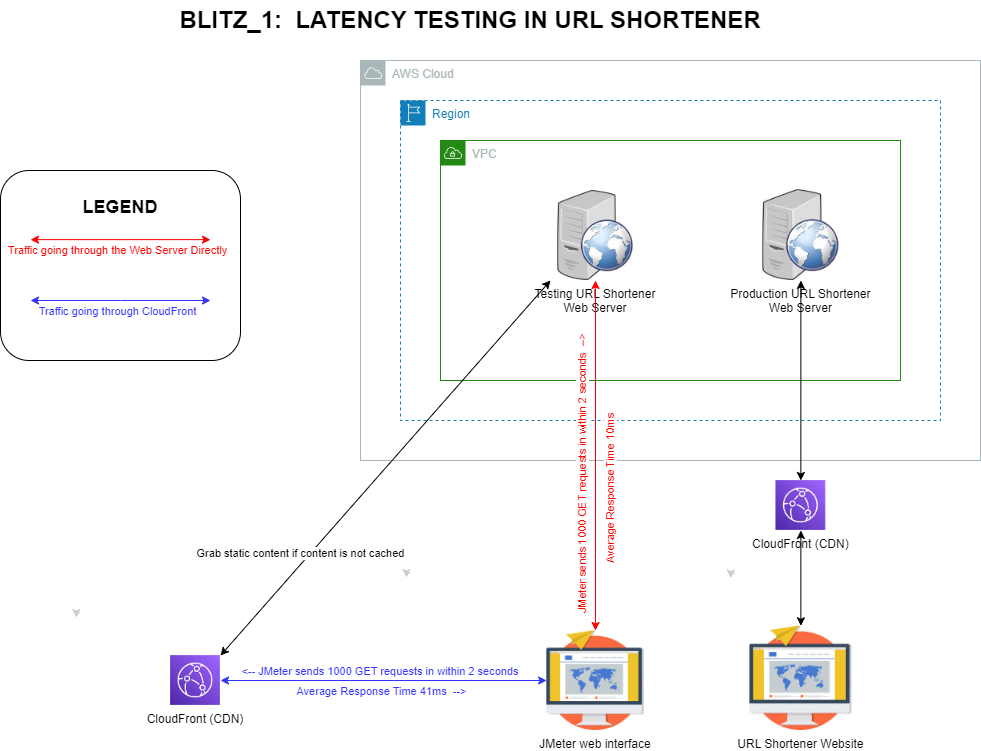 BLITZ_1:  LATENCY TESTING IN URL SHORTENER
AWS Cloud
Region
VPC
LEGEND
Traffic going through the Web Server Directly
Traffic going through CloudFront
Testing URL Shortener
Web Server
Production URL Shortener
Web Server
JMeter sends 1000 GET requests in within 2 seconds -->
Average Response Time 10ms
CloudFront (CDN)
Grab static content if content is not cached
<-- JMeter sends 1000 GET requests in within 2 seconds
Average Response Time 41ms -->
CloudFront (CDN)
JMeter web interface
URL Shortener Website